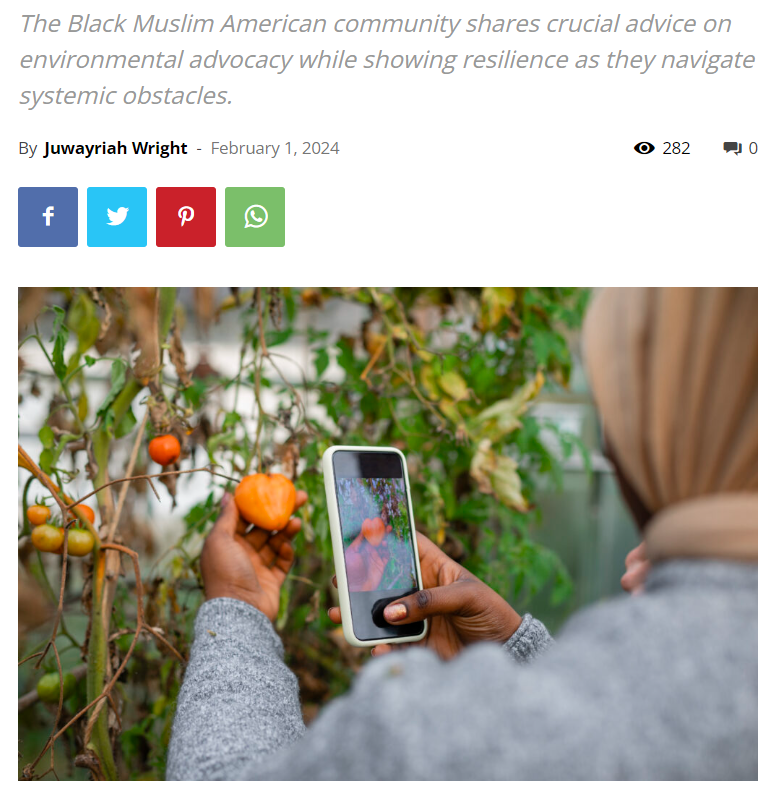 The Black Muslim American community shares crucial advice on
environmental advocacy while showing resilience as they navigate
systemic obstacles.
By Juwayriah Wright - February 1, 2024 282 0